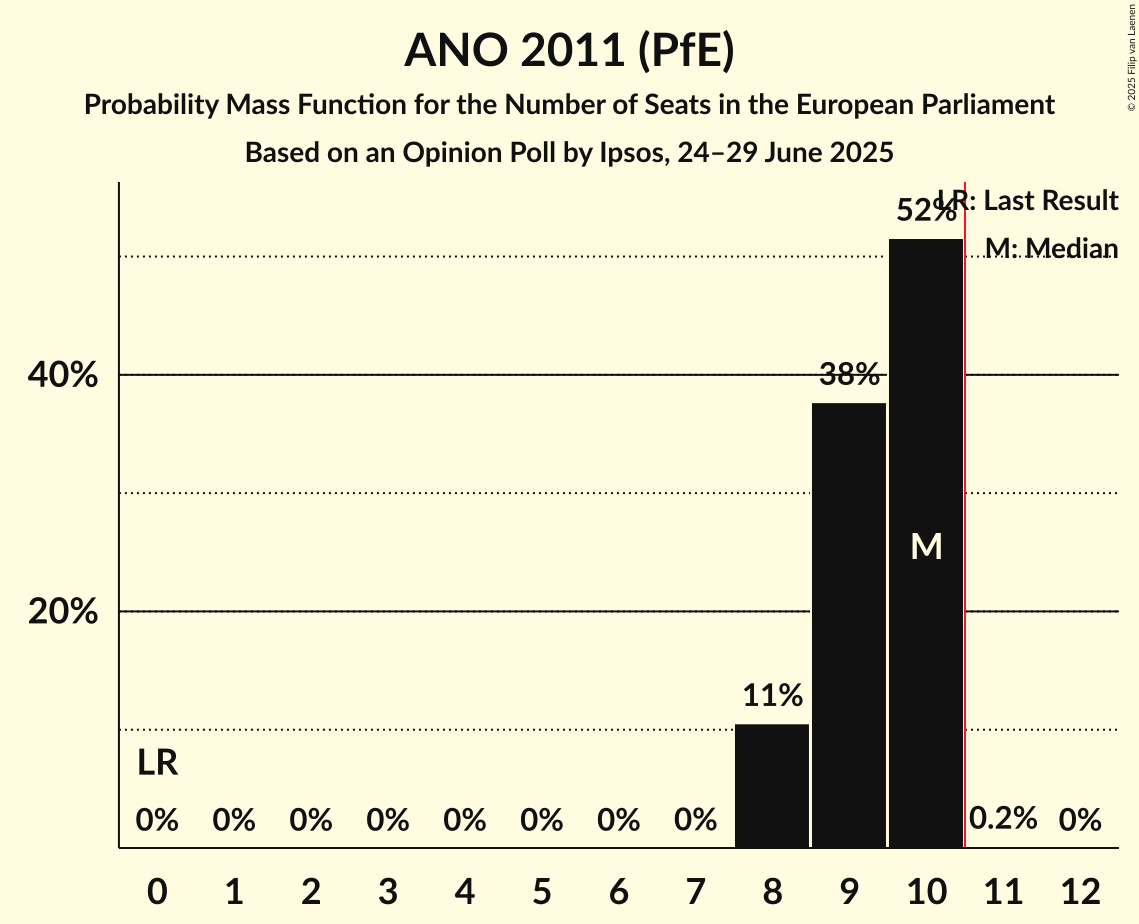 ANO 2011 (PfE)
Probability Mass Function for the Number of Seats in the European Parliament
Based on an Opinion Poll by Ipsos, 24–29 June 2025
© 2025 Filip van Laenen
LR: Last Result
M: Median
52%
40%
38%
M
20%
11%
LR
0% 0% 0% 0% 0% 0% 0% 0% 0.2% 0%
0 1 2 3 4 5 6 7 8 9 10 11 12